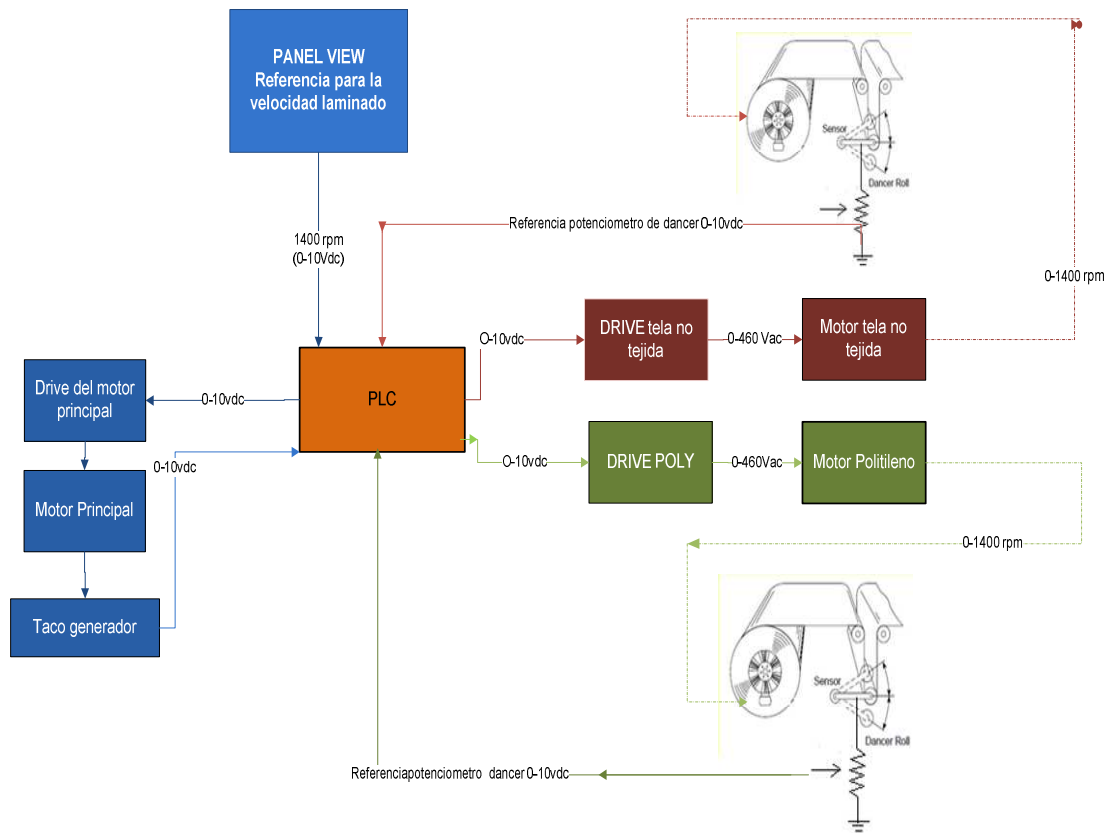 PANEL VIEW
Referencia para la
velocidad laminado
Sensor
Dancer Roll
Referencia potenciometro de dancer 0-10vdc
1400 rpm
(0-10Vdc)
0-1400 rpm
DRIVE tela no
tejida
Motor tela no
tejida
O-10vdc
0-460 Vac
Drive del motor
principal
0-10vdc
PLC
O-10vdc
DRIVE POLY
0-460Vac
Motor Politileno
0-10vdc
Motor Principal
0-1400 rpm
Taco generador
Sensor
Dancer Roll
Referenciapotenciometro dancer 0-10vdc